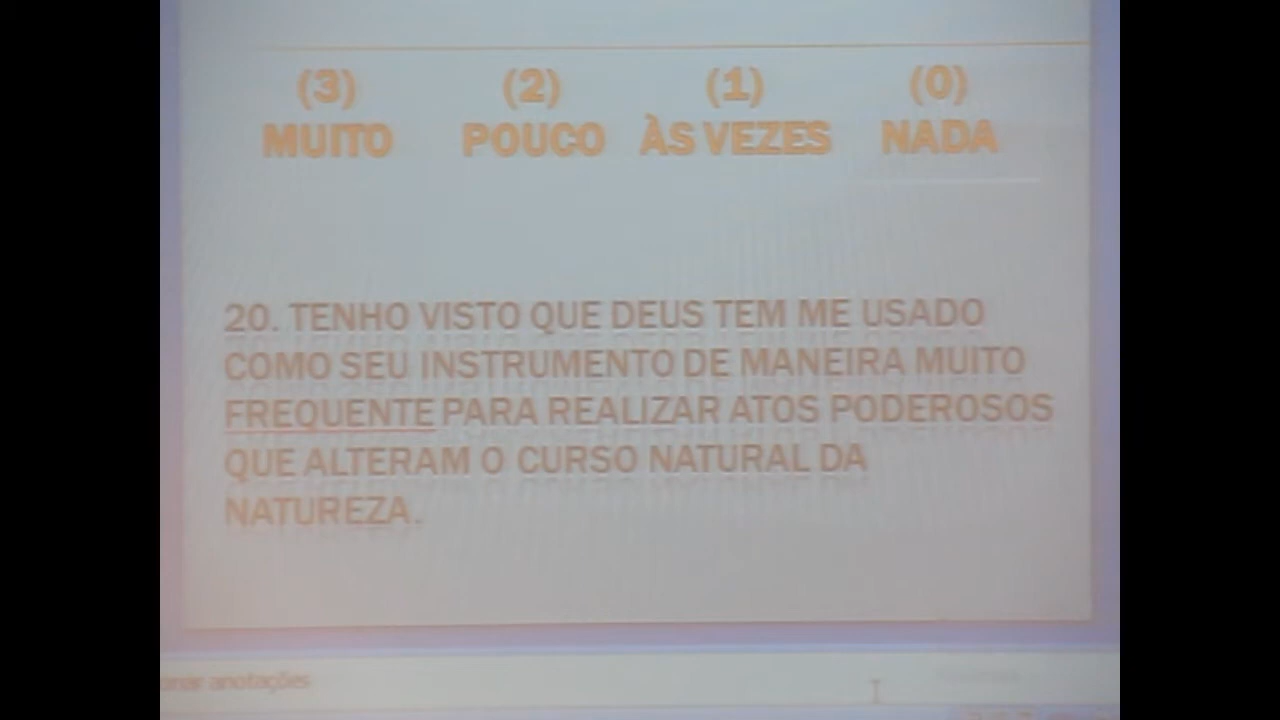 (3) (2) (1) (0)
MUITO POUCO ÀS VEZES NADA
20. TENHO VISTO QUE DEUS TEM ME USADO
COMO SEU INSTRUMENTO DE MANEIRA MUITO
FREQUENTE PARA REALIZAR ATOS PODEROSOS
QUE ALTERAM O CURSO NATURAL DA
NATUREZA.
anotações